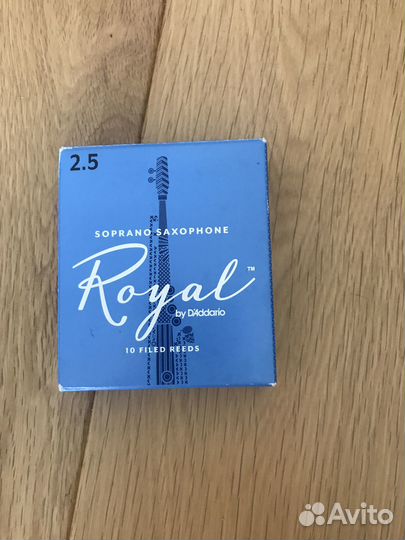 2.5
SOPRANO SAXOPHONE
Royal™
by D'Addario
10 FILED REEDS
Avito